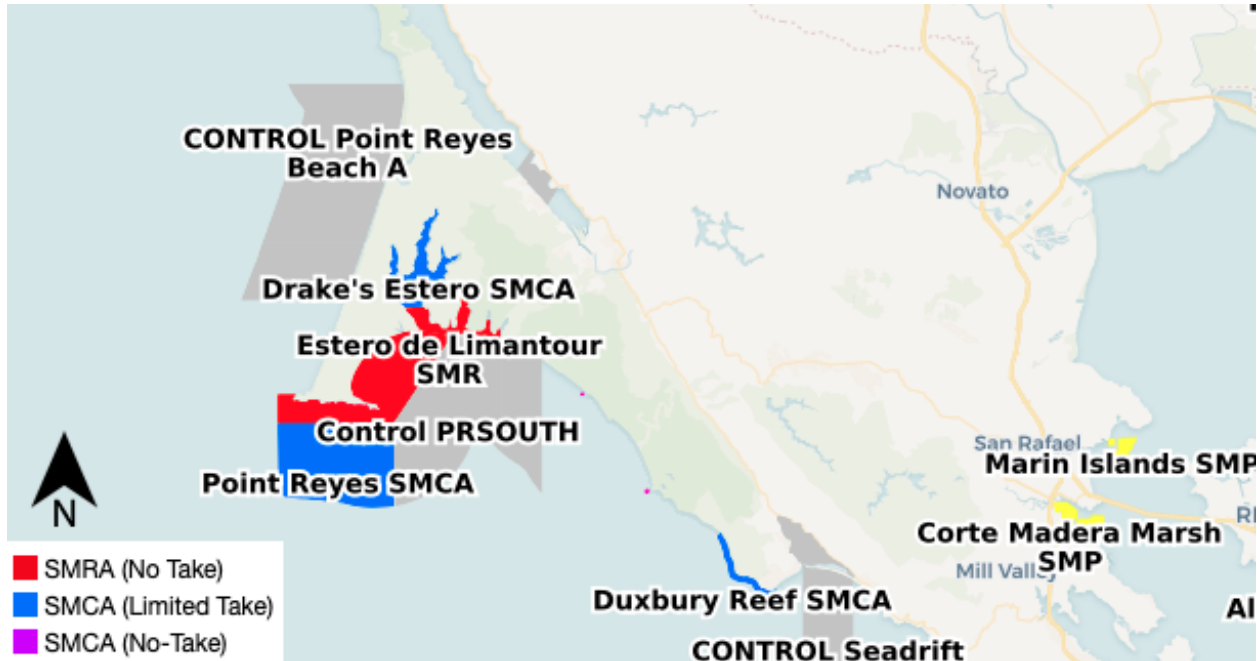 CONTROL Point Reyes
Beach A
Novato
Drake's Estero SMCA
Estero de Limantour
SMR
Control PRSOUTH
San Rafael
Marin Islands SMP
Point Reyes SMCA
N
Corte Madera Marsh
SMP
Mill Valley
SMRA (No Take)
SMCA (Limited Take)
SMCA (No-Take)
Duxbury Reef SMCA
CONTROL Seadrift